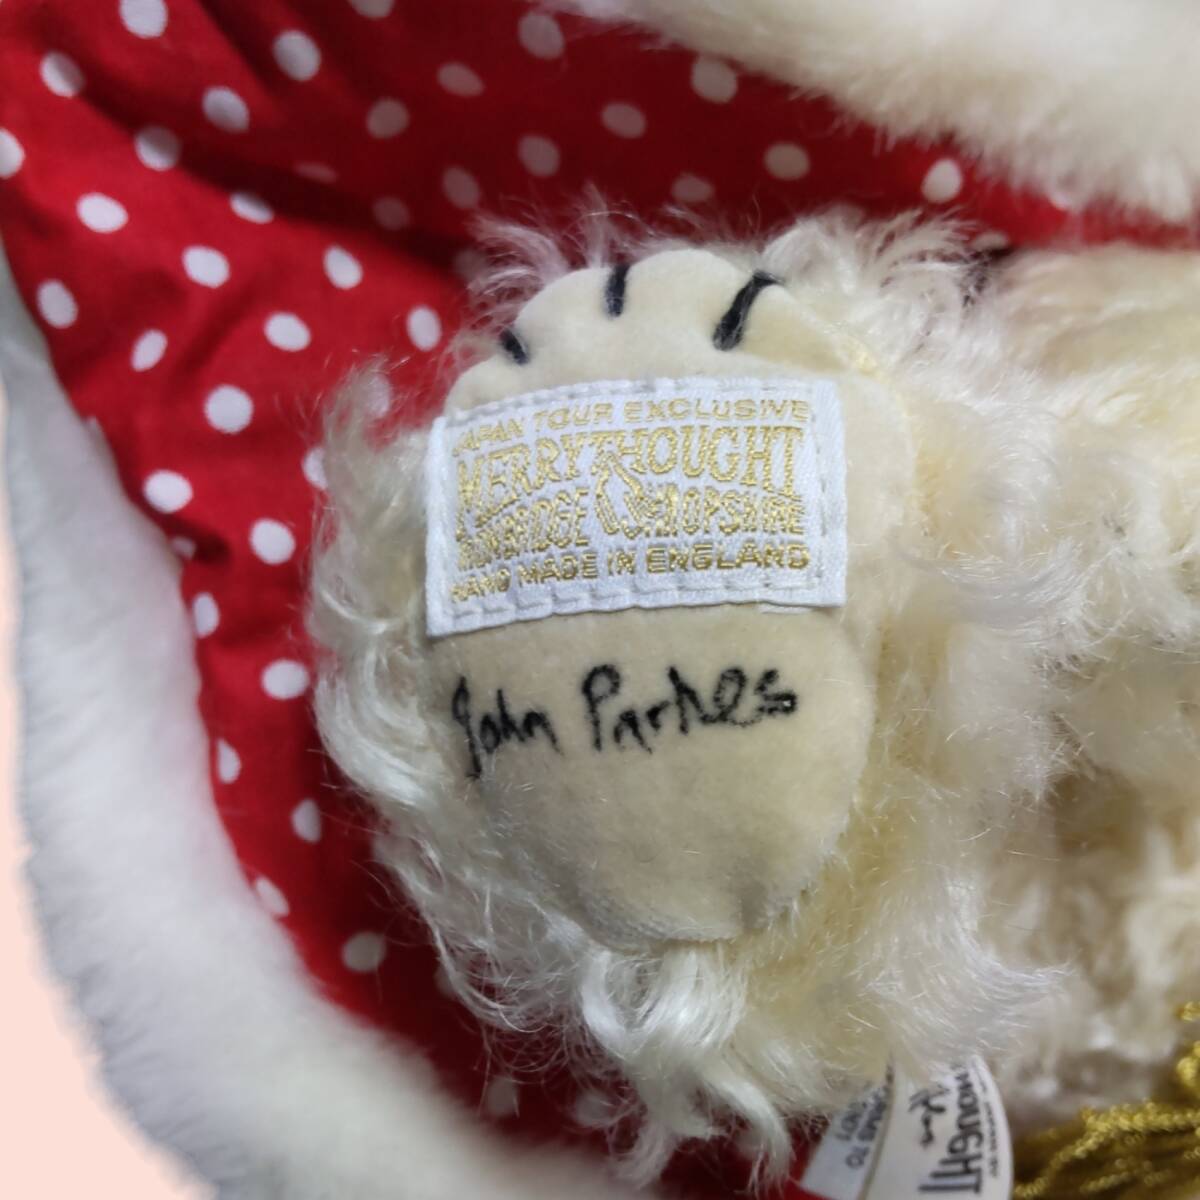 JAPAN TOUR EXCLUSIVE
MERRYTHOUGHT
IRONBRIDGE SHROPSHIRE
HAND MADE IN ENGLAND
John Parkes